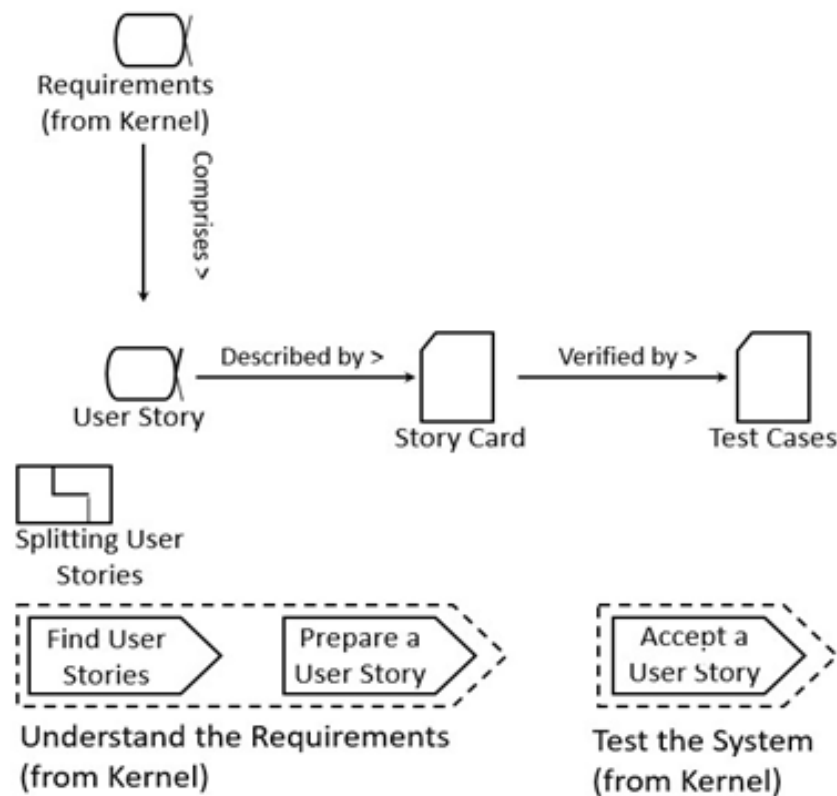 Requirements
(from Kernel)
Comprises >
Described by >
Verified by >
User Story
Story Card
Test Cases
Splitting User
Stories
Find User
Stories
Prepare a
User Story
Accept a
User Story
Understand the Requirements
(from Kernel)
Test the System
(from Kernel)